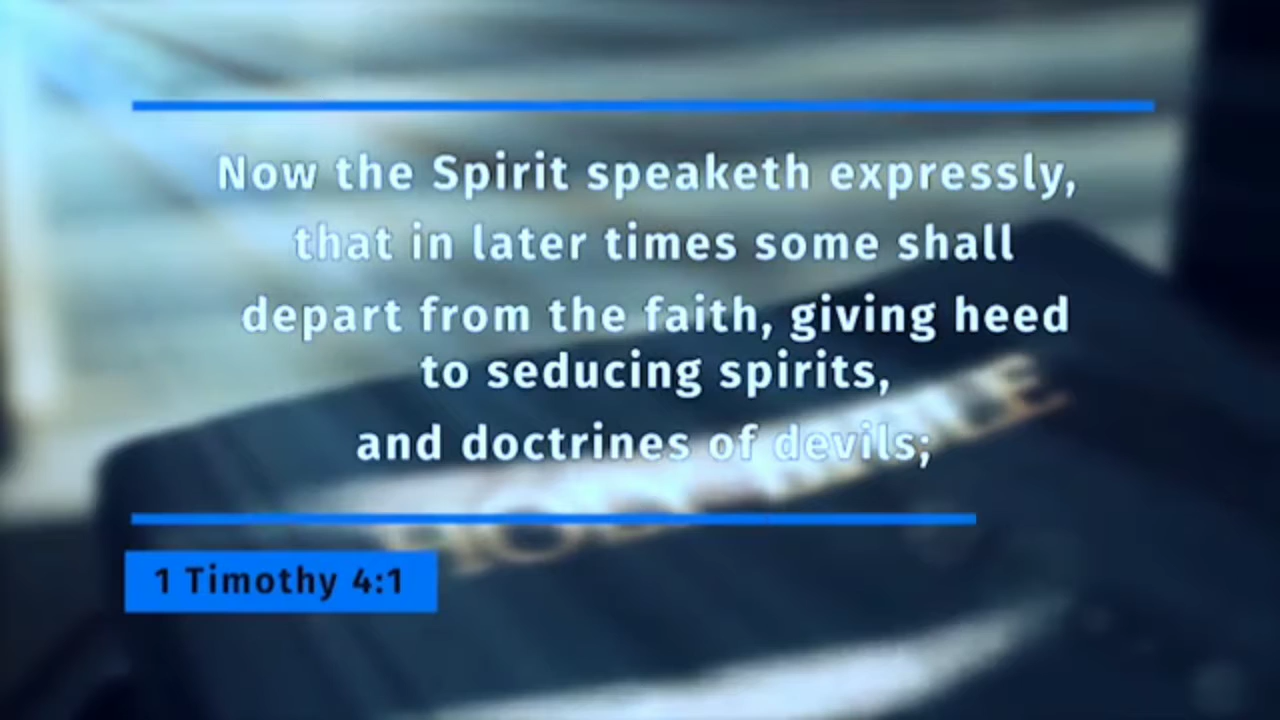 Now the Spirit speaketh expressly,
that in later times some shall
depart from the faith, giving heed
to seducing spirits,
and doctrines of devils;
1 Timothy 4:1